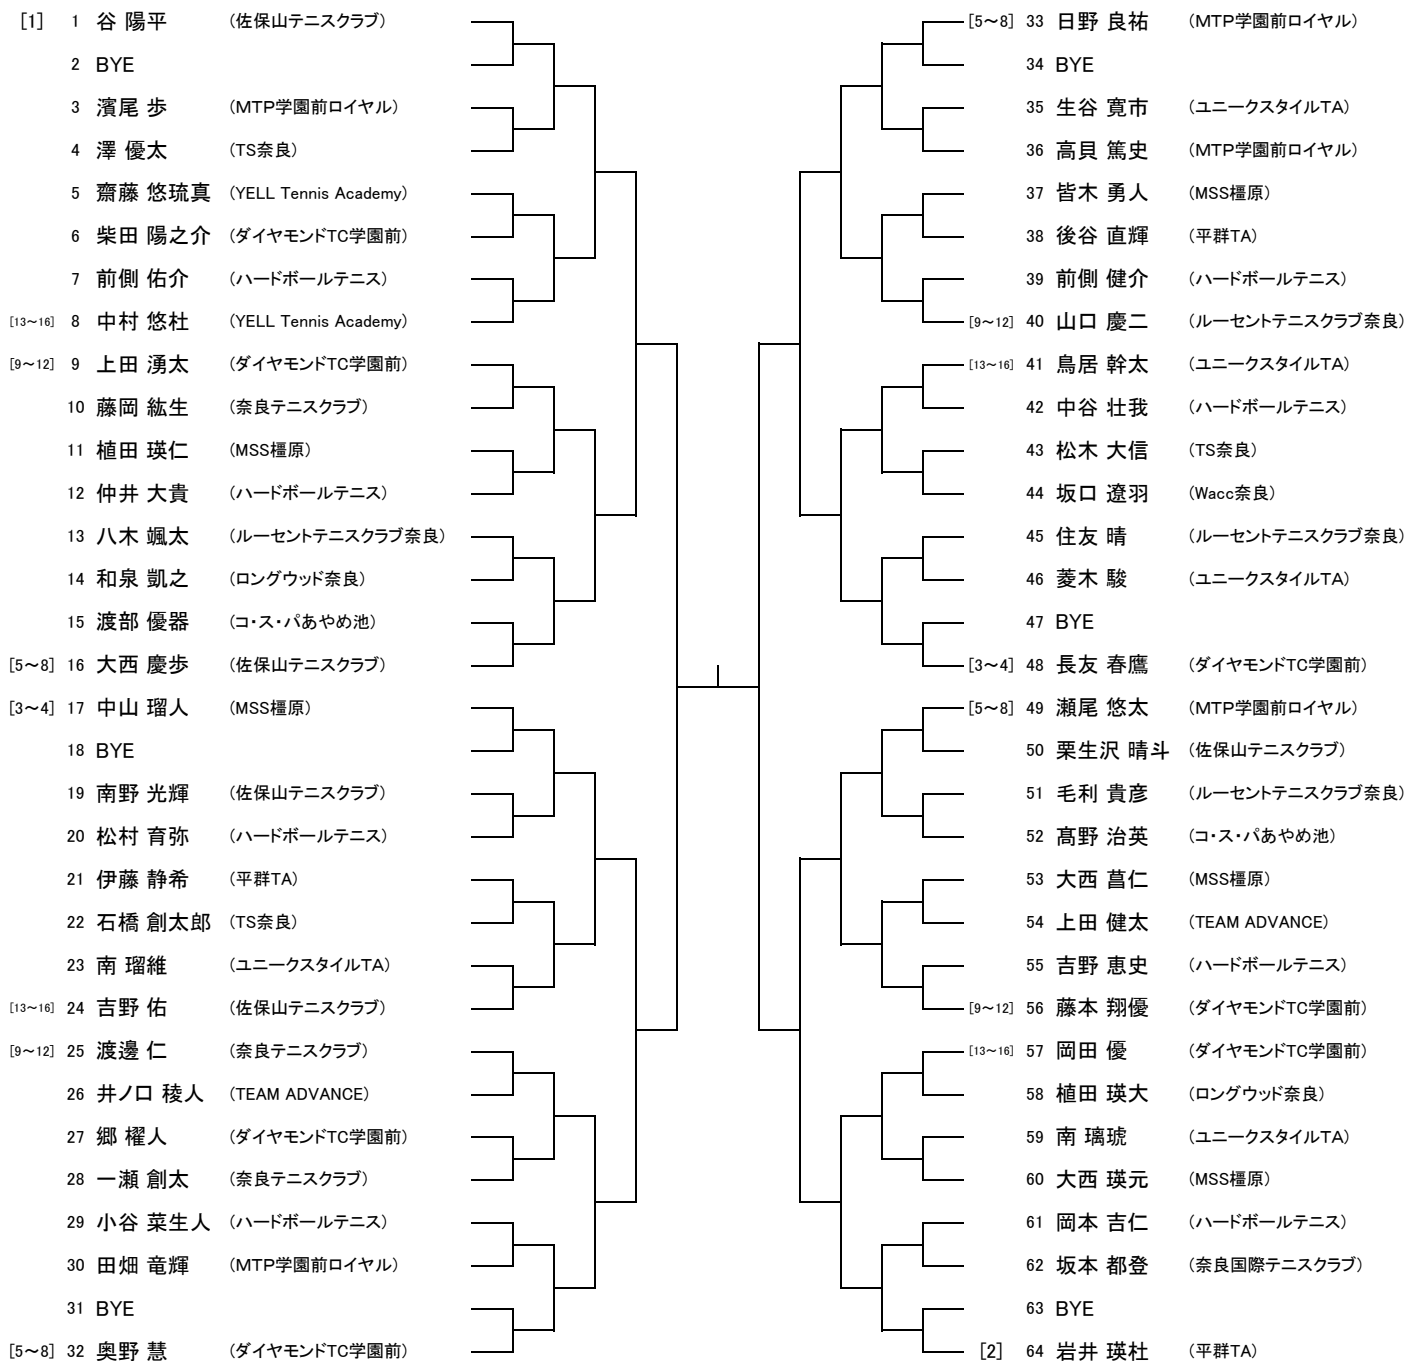 [1] 1 谷 陽平 (佐保山テニスクラブ)
2 BYE
3 濱尾 歩 (MTP学園前ロイヤル)
4 澤 優太 (TS奈良)
5 齋藤 悠琉真 (YELL Tennis Academy)
6 柴田 陽之介 (ダイヤモンドTC学園前)
7 前側 佑介 (ハードボールテニス)
[13～16] 8 中村 悠杜 (YELL Tennis Academy)
[9～12] 9 上田 湧太 (ダイヤモンドTC学園前)
10 藤岡 紘生 (奈良テニスクラブ)
11 植田 瑛仁 (MSS橿原)
12 仲井 大貴 (ハードボールテニス)
13 八木 颯太 (ルーセントテニスクラブ奈良)
14 和泉 凱之 (ロングウッド奈良)
15 渡部 優器 (コ・ス・パあやめ池)
[5～8] 16 大西 慶歩 (佐保山テニスクラブ)
[3～4] 17 中山 瑠人 (MSS橿原)
18 BYE
19 南野 光輝 (佐保山テニスクラブ)
20 松村 育弥 (ハードボールテニス)
21 伊藤 静希 (平群TA)
22 石橋 創太郎 (TS奈良)
23 南 瑠維 (ユニークスタイルTA)
[13～16] 24 吉野 佑 (佐保山テニスクラブ)
[9～12] 25 渡邊 仁 (奈良テニスクラブ)
26 井ノ口 稜人 (TEAM ADVANCE)
27 郷 櫂人 (ダイヤモンドTC学園前)
28 一瀬 創太 (奈良テニスクラブ)
29 小谷 菜生人 (ハードボールテニス)
30 田畑 竜輝 (MTP学園前ロイヤル)
31 BYE
[5～8] 32 奥野 慧 (ダイヤモンドTC学園前)
[5～8] 33 日野 良祐 (MTP学園前ロイヤル)
34 BYE
35 生谷 寛市 (ユニークスタイルTA)
36 高貝 篤史 (MTP学園前ロイヤル)
37 皆木 勇人 (MSS橿原)
38 後谷 直輝 (平群TA)
39 前側 健介 (ハードボールテニス)
[9～12] 40 山口 慶二 (ルーセントテニスクラブ奈良)
[13～16] 41 鳥居 幹太 (ユニークスタイルTA)
42 中谷 壮我 (ハードボールテニス)
43 松木 大信 (TS奈良)
44 坂口 遼羽 (Wacc奈良)
45 住友 晴 (ルーセントテニスクラブ奈良)
46 菱木 駿 (ユニークスタイルTA)
47 BYE
[3～4] 48 長友 春鷹 (ダイヤモンドTC学園前)
[5～8] 49 瀬尾 悠太 (MTP学園前ロイヤル)
50 栗生沢 晴斗 (佐保山テニスクラブ)
51 毛利 貴彦 (ルーセントテニスクラブ奈良)
52 髙野 治英 (コ・ス・パあやめ池)
53 大西 菖仁 (MSS橿原)
54 上田 健太 (TEAM ADVANCE)
55 吉野 恵史 (ハードボールテニス)
[9～12] 56 藤本 翔優 (ダイヤモンドTC学園前)
[13～16] 57 岡田 優 (ダイヤモンドTC学園前)
58 植田 瑛大 (ロングウッド奈良)
59 南 璃琥 (ユニークスタイルTA)
60 大西 瑛元 (MSS橿原)
61 岡本 吉仁 (ハードボールテニス)
62 坂本 都登 (奈良国際テニスクラブ)
63 BYE
[2] 64 岩井 瑛杜 (平群TA)